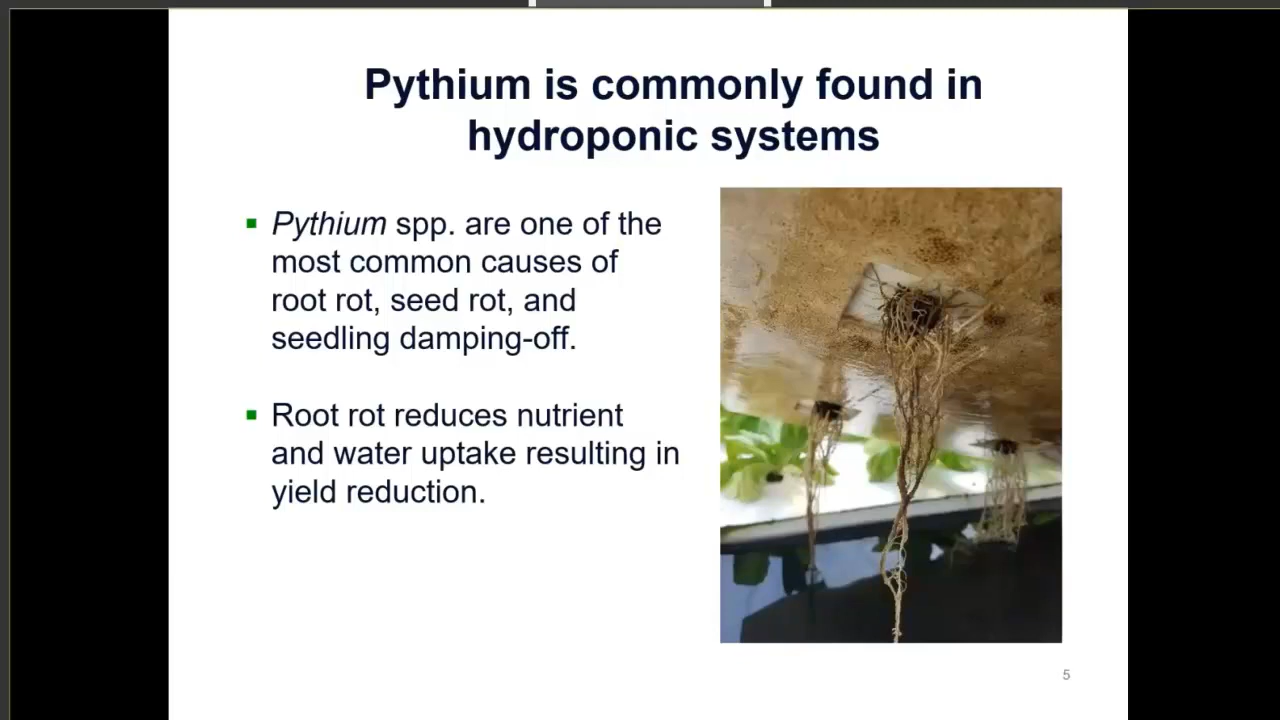 Pythium is commonly found in
hydroponic systems
Pythium spp. are one of the
most common causes of
root rot, seed rot, and
seedling damping-off.
Root rot reduces nutrient
and water uptake resulting in
yield reduction.
5